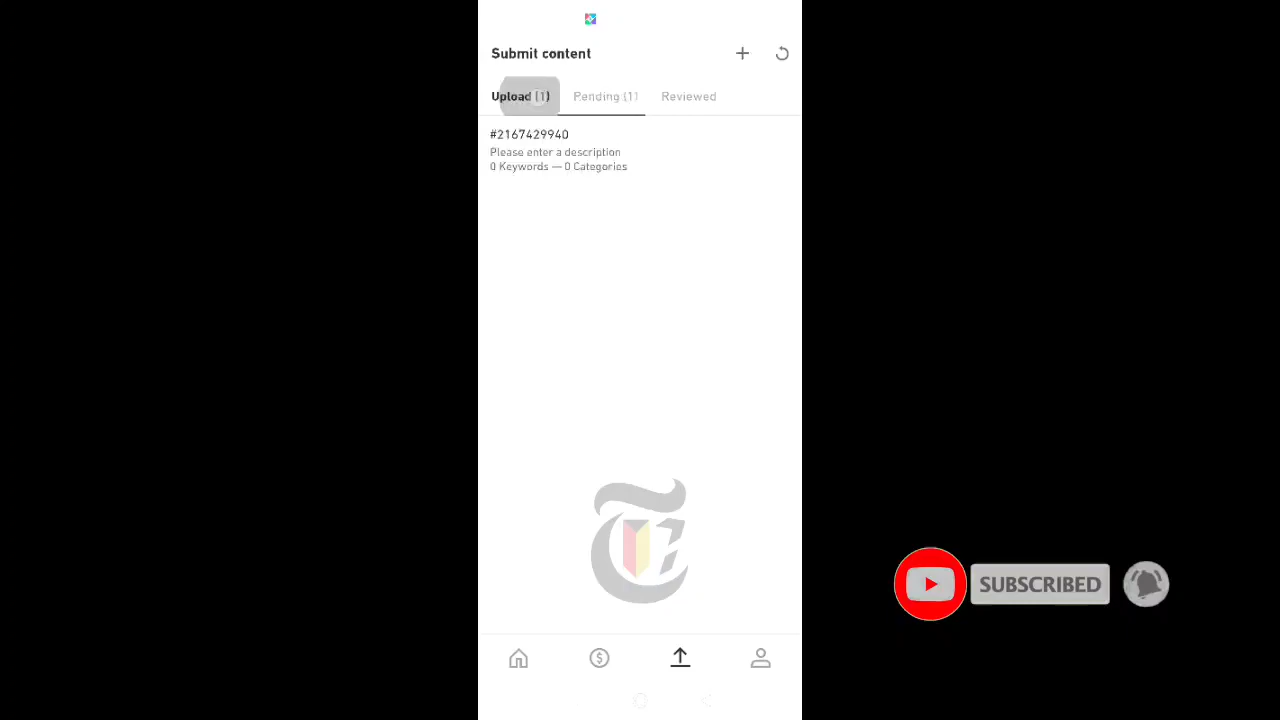 Submit content
Upload (1) Pending (1) Reviewed
#2167429940
Please enter a description
0 Keywords — 0 Categories
SUBSCRIBED